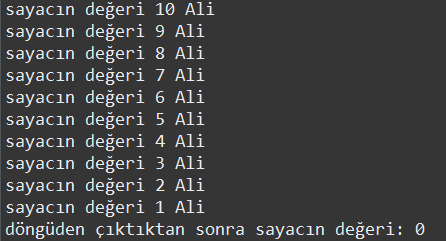 sayacın değeri 10 Ali
sayacın değeri 9 Ali
sayacın değeri 8 Ali
sayacın değeri 7 Ali
sayacın değeri 6 Ali
sayacın değeri 5 Ali
sayacın değeri 4 Ali
sayacın değeri 3 Ali
sayacın değeri 2 Ali
sayacın değeri 1 Ali
döngüden çıktıktan sonra sayacın değeri: 0